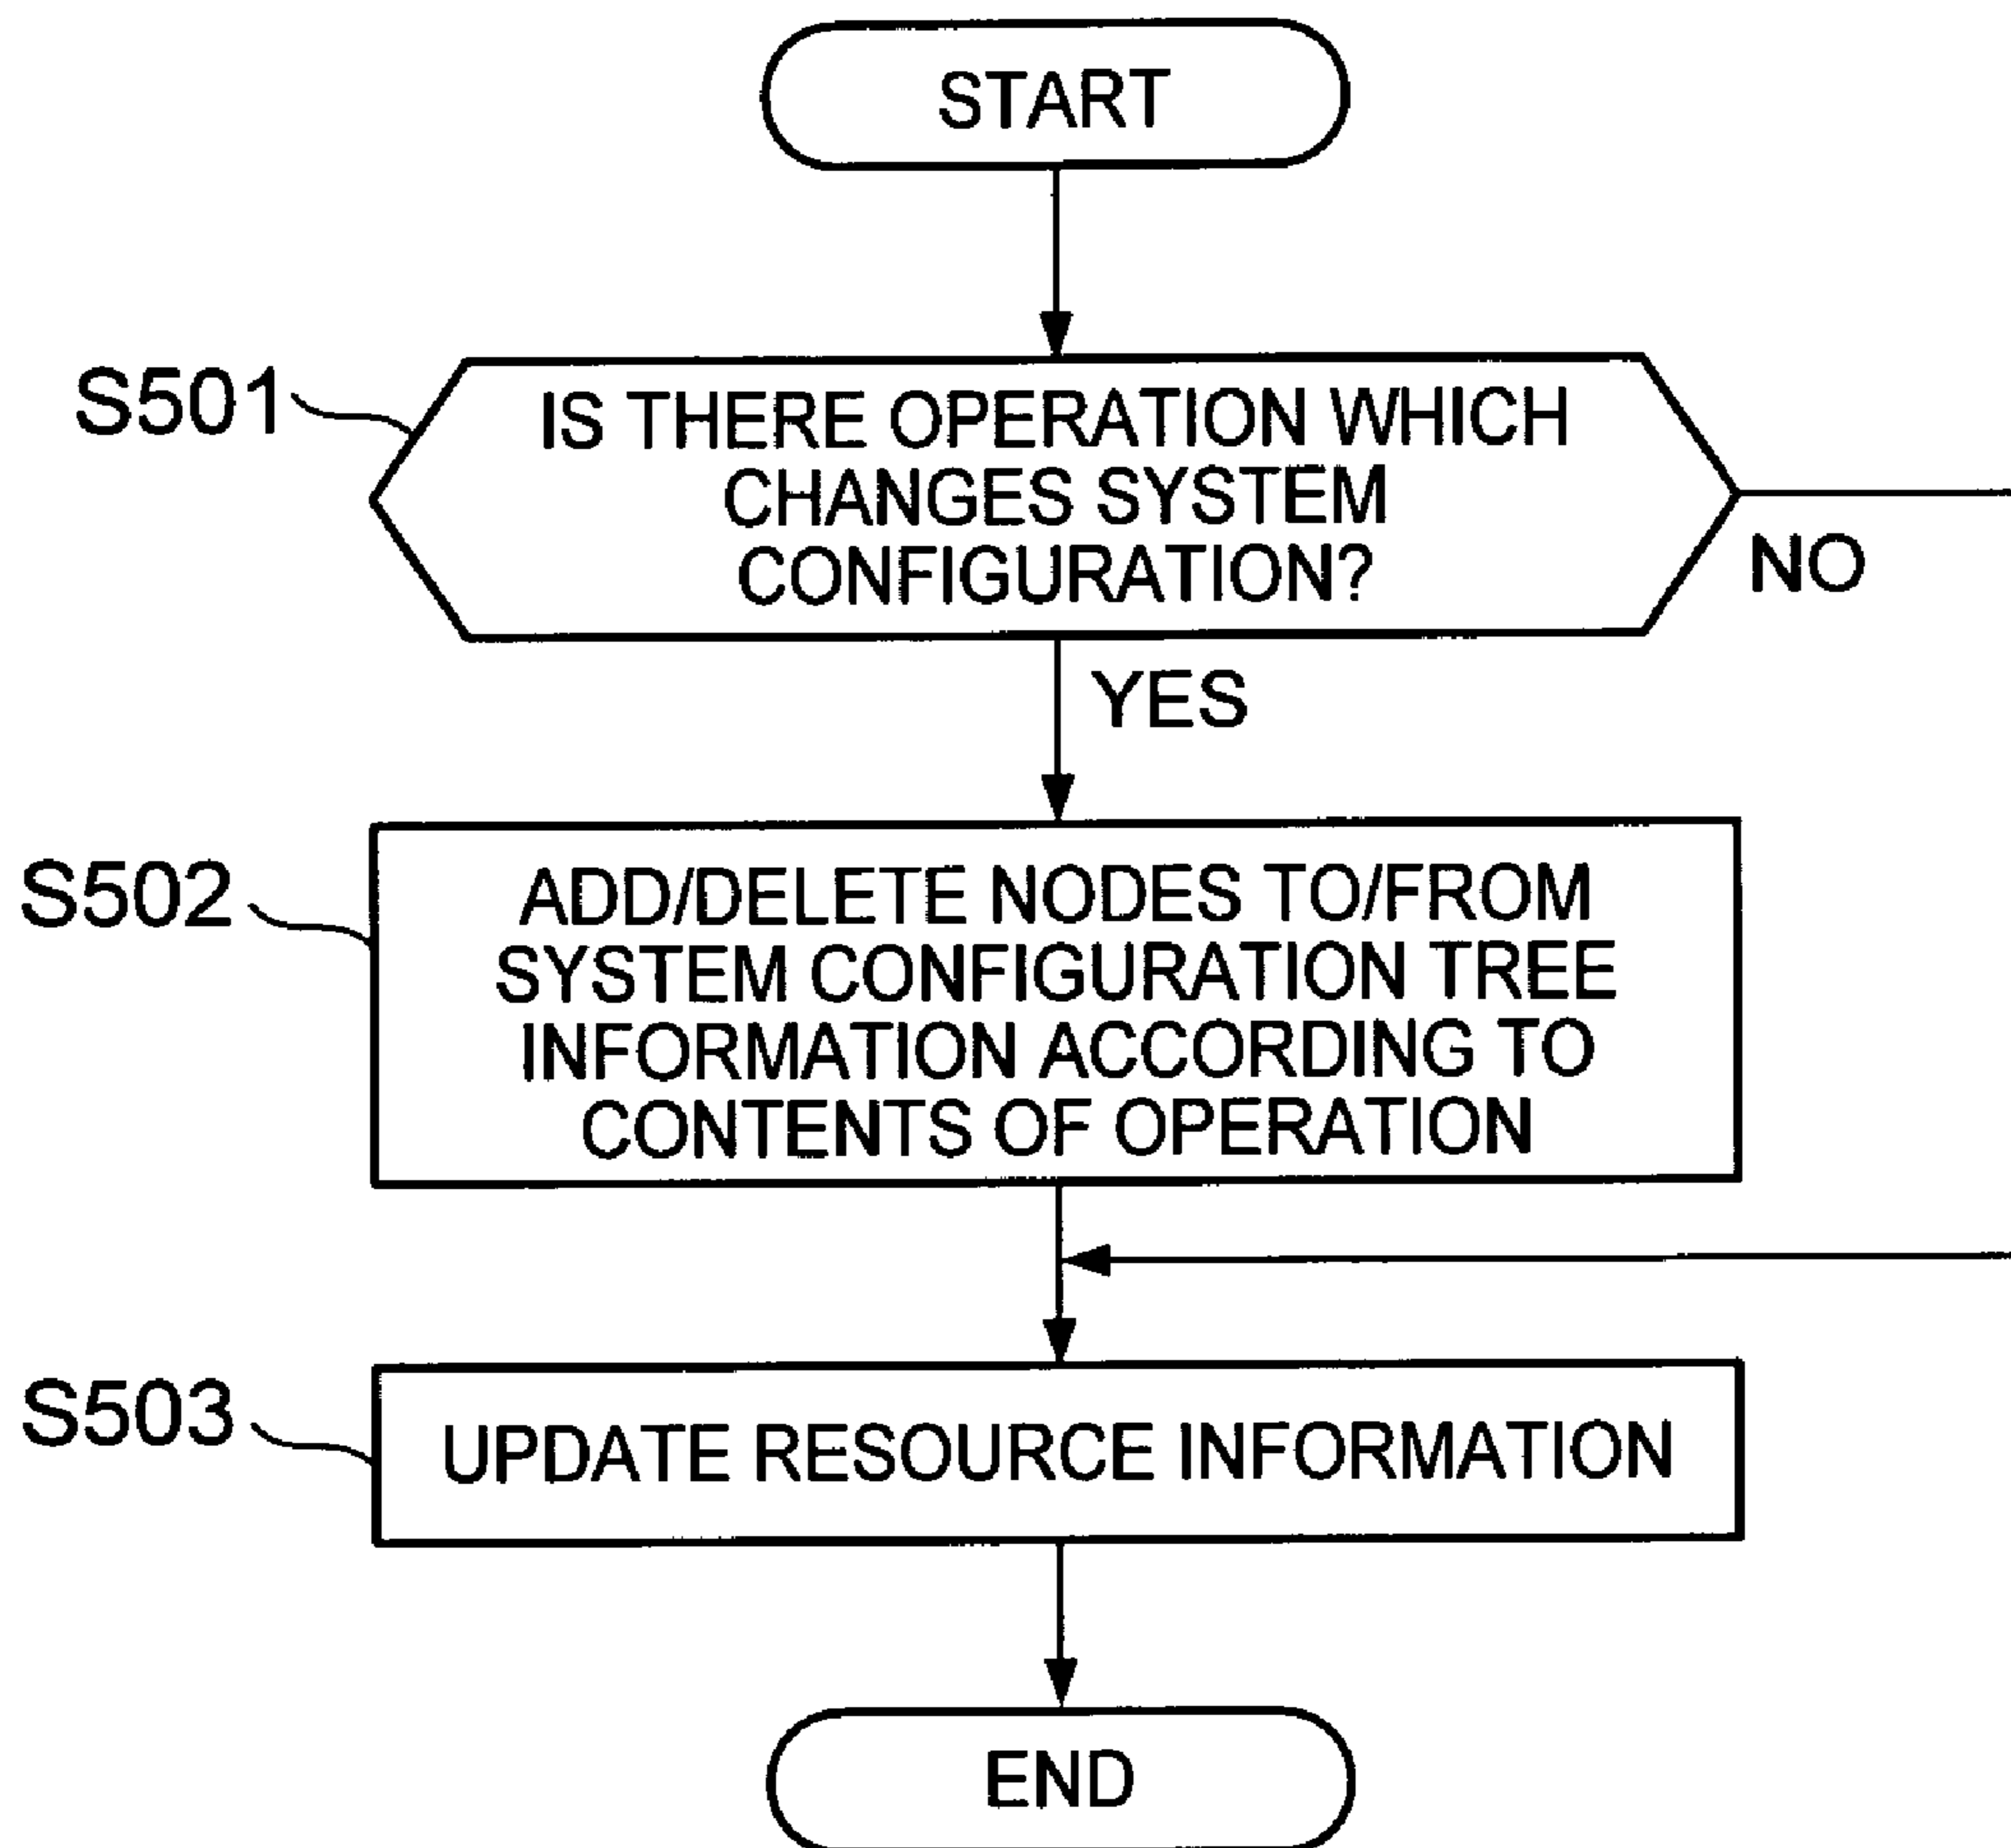 START
S501
IS THERE OPERATION WHICH
CHANGES SYSTEM
CONFIGURATION?
NO
YES
S502
ADD/DELETE NODES TO/FROM
SYSTEM CONFIGURATION TREE
INFORMATION ACCORDING TO
CONTENTS OF OPERATION
S503
UPDATE RESOURCE INFORMATION
END